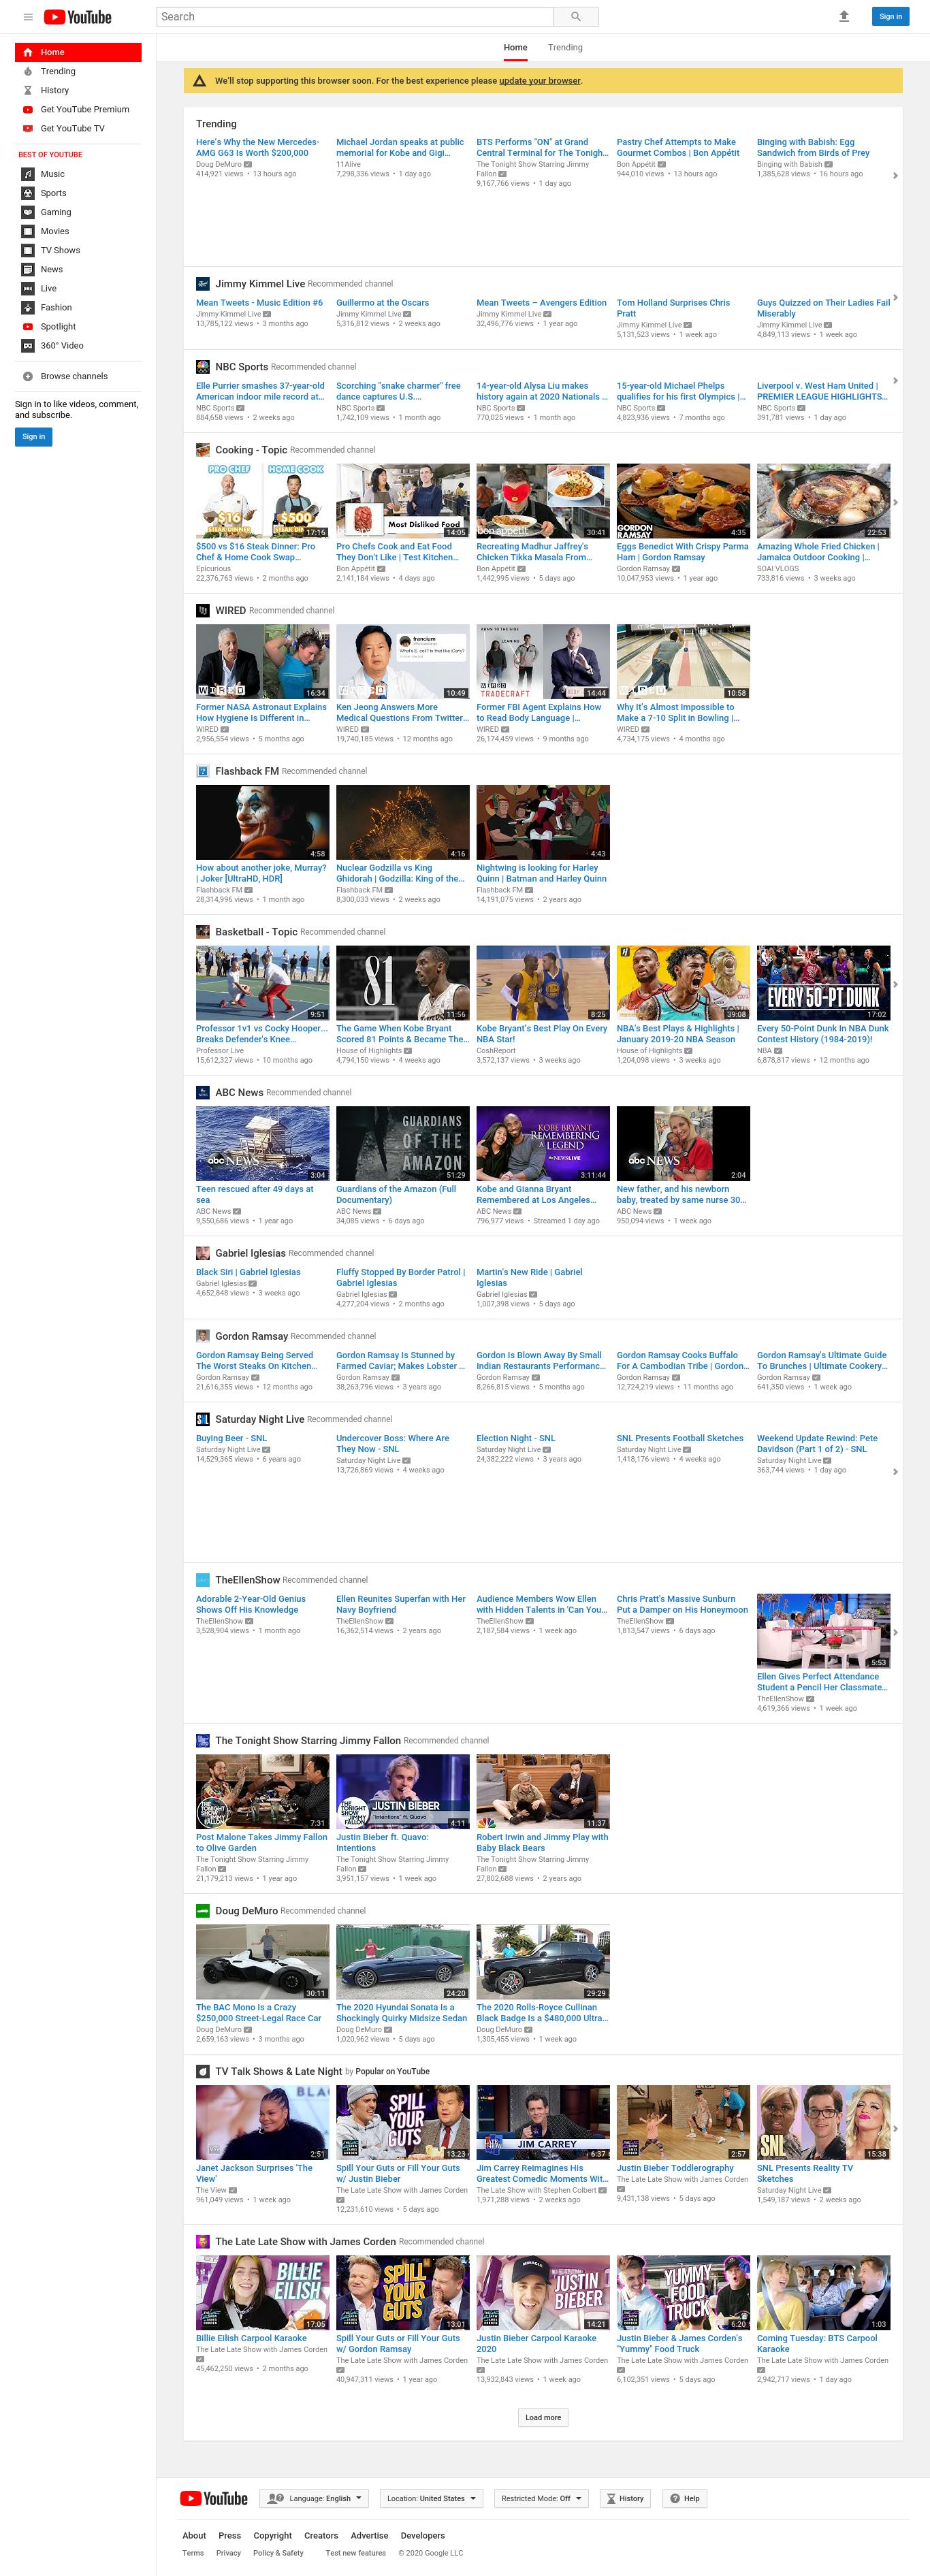 YouTube
Search
Sign in
Home
Trending
History
Get YouTube Premium
Get YouTube TV
BEST OF YOUTUBE
Music
Sports
Gaming
Movies
TV Shows
News
Live
Fashion
Spotlight
360° Video
Browse channels
Sign in to like videos, comment,
and subscribe.
Sign in
Home Trending
We'll stop supporting this browser soon. For the best experience please update your browser.
Trending
Here's Why the New Mercedes-
AMG G63 Is Worth $200,000
Doug DeMuro
414,921 views • 13 hours ago
Michael Jordan speaks at public
memorial for Kobe and Gigi...
11Alive
7,298,336 views • 1 day ago
BTS Performs "ON" at Grand
Central Terminal for The Tonigh...
The Tonight Show Starring Jimmy
Fallon
9,167,766 views • 1 day ago
Pastry Chef Attempts to Make
Gourmet Combos | Bon Appétit
Bon Appétit
944,010 views • 13 hours ago
Binging with Babish: Egg
Sandwich from Birds of Prey
Binging with Babish
1,385,628 views • 16 hours ago
Jimmy Kimmel Live Recommended channel
Mean Tweets - Music Edition #6
Jimmy Kimmel Live
13,785,122 views • 3 months ago
Guillermo at the Oscars
Jimmy Kimmel Live
5,316,812 views • 2 weeks ago
Mean Tweets – Avengers Edition
Jimmy Kimmel Live
32,496,776 views • 1 year ago
Tom Holland Surprises Chris
Pratt
Jimmy Kimmel Live
5,131,523 views • 1 week ago
Guys Quizzed on Their Ladies Fail
Miserably
Jimmy Kimmel Live
4,849,113 views • 1 week ago
NBC Sports Recommended channel
Elle Purrier smashes 37-year-old
American indoor mile record at...
NBC Sports
884,658 views • 2 weeks ago
Scorching "snake charmer" free
dance captures U.S....
NBC Sports
1,742,109 views • 1 month ago
14-year-old Alysa Liu makes
history again at 2020 Nationals ...
NBC Sports
770,025 views • 1 month ago
15-year-old Michael Phelps
qualifies for his first Olympics |...
NBC Sports
4,823,936 views • 7 months ago
Liverpool v. West Ham United |
PREMIER LEAGUE HIGHLIGHTS...
NBC Sports
391,781 views • 1 day ago
Cooking - Topic Recommended channel
PRO CHEF HOME COOK
$16 $500
STEAK DINNER
17:16
$500 vs $16 Steak Dinner: Pro
Chef & Home Cook Swap...
Epicurious
22,376,763 views • 2 months ago
Most Disliked Food
14:05
Pro Chefs Cook and Eat Food
They Don't Like | Test Kitchen...
Bon Appétit
2,141,184 views • 4 days ago
bon appétit
30:41
Recreating Madhur Jaffrey's
Chicken Tikka Masala From...
Bon Appétit
1,442,995 views • 5 days ago
GORDON
RAMSAY
4:35
Eggs Benedict With Crispy Parma
Ham | Gordon Ramsay
Gordon Ramsay
10,047,953 views • 1 year ago
22:53
Amazing Whole Fried Chicken |
Jamaica Outdoor Cooking |...
SOAI VLOGS
733,816 views • 3 weeks ago
WIRED Recommended channel
WIRED
16:34
Former NASA Astronaut Explains
How Hygiene Is Different in...
WIRED
2,956,554 views • 5 months ago
francium
WIRED
10:49
Ken Jeong Answers More
Medical Questions From Twitter...
WIRED
19,740,185 views • 12 months ago
ARMS TO THE SIDE
LEANING
WIRED
TRADECRAFT
14:44
Former FBI Agent Explains How
to Read Body Language |...
WIRED
26,174,459 views • 9 months ago
WIRED
10:58
Why It's Almost Impossible to
Make a 7-10 Split in Bowling |...
WIRED
4,734,175 views • 4 months ago
Flashback FM Recommended channel
4:58
How about another joke, Murray?
| Joker [UltraHD, HDR]
Flashback FM
28,314,996 views • 1 month ago
4:16
Nuclear Godzilla vs King
Ghidorah | Godzilla: King of the...
Flashback FM
8,300,033 views • 2 weeks ago
4:43
Nightwing is looking for Harley
Quinn | Batman and Harley Quinn
Flashback FM
14,191,075 views • 2 years ago
Basketball - Topic Recommended channel
9:51
Professor 1v1 vs Cocky Hooper...
Breaks Defender's Knee...
Professor Live
15,612,327 views • 10 months ago
81
11:56
The Game When Kobe Bryant
Scored 81 Points & Became The...
House of Highlights
4,794,150 views • 4 weeks ago
8:25
Kobe Bryant's Best Play On Every
NBA Star!
CoshReport
3,572,137 views • 3 weeks ago
39:08
NBA's Best Plays & Highlights |
January 2019-20 NBA Season
House of Highlights
1,204,098 views • 3 weeks ago
EVERY 50-PT DUNK
17:02
Every 50-Point Dunk In NBA Dunk
Contest History (1984-2019)!
NBA
6,878,817 views • 12 months ago
ABC News Recommended channel
abc NEWS
3:04
Teen rescued after 49 days at
sea
ABC News
9,550,686 views • 1 year ago
GUARDIANS
OF THE
AMAZON
51:29
Guardians of the Amazon (Full
Documentary)
ABC News
34,085 views • 6 days ago
KOBE BRYANT
REMEMBERING
A LEGEND
NEWS LIVE
3:11:44
Kobe and Gianna Bryant
Remembered at Los Angeles...
ABC News
796,977 views • Streamed 1 day ago
abc NEWS
2:04
New father, and his newborn
baby, treated by same nurse 30...
ABC News
950,094 views • 1 week ago
Gabriel Iglesias Recommended channel
Black Siri | Gabriel Iglesias
Gabriel Iglesias
4,652,848 views • 3 weeks ago
Fluffy Stopped By Border Patrol |
Gabriel Iglesias
Gabriel Iglesias
4,277,204 views • 2 months ago
Martin's New Ride | Gabriel
Iglesias
Gabriel Iglesias
1,007,398 views • 5 days ago
Gordon Ramsay Recommended channel
Gordon Ramsay Being Served
The Worst Steaks On Kitchen...
Gordon Ramsay
21,616,355 views • 12 months ago
Gordon Ramsay Is Stunned by
Farmed Caviar; Makes Lobster ...
Gordon Ramsay
38,263,796 views • 3 years ago
Gordon Is Blown Away By Small
Indian Restaurants Performanc...
Gordon Ramsay
8,266,815 views • 5 months ago
Gordon Ramsay Cooks Buffalo
For A Cambodian Tribe | Gordon...
Gordon Ramsay
12,724,219 views • 11 months ago
Gordon Ramsay's Ultimate Guide
To Brunches | Ultimate Cookery...
Gordon Ramsay
641,350 views • 1 week ago
Saturday Night Live Recommended channel
Buying Beer - SNL
Saturday Night Live
14,529,365 views • 6 years ago
Undercover Boss: Where Are
They Now - SNL
Saturday Night Live
13,726,869 views • 4 weeks ago
Election Night - SNL
Saturday Night Live
24,382,222 views • 3 years ago
SNL Presents Football Sketches
Saturday Night Live
1,418,176 views • 4 weeks ago
Weekend Update Rewind: Pete
Davidson (Part 1 of 2) - SNL
Saturday Night Live
363,744 views • 1 day ago
TheEllenShow Recommended channel
Adorable 2-Year-Old Genius
Shows Off His Knowledge
TheEllenShow
3,528,904 views • 1 month ago
Ellen Reunites Superfan with Her
Navy Boyfriend
TheEllenShow
16,362,514 views • 2 years ago
Audience Members Wow Ellen
with Hidden Talents in 'Can You...
TheEllenShow
2,187,584 views • 1 week ago
Chris Pratt's Massive Sunburn
Put a Damper on His Honeymoon
TheEllenShow
1,813,547 views • 6 days ago
5:53
Ellen Gives Perfect Attendance
Student a Pencil Her Classmate...
TheEllenShow
4,619,366 views • 1 week ago
The Tonight Show Starring Jimmy Fallon Recommended channel
7:31
Post Malone Takes Jimmy Fallon
to Olive Garden
The Tonight Show Starring Jimmy
Fallon
21,179,213 views • 1 year ago
JUSTIN BIEBER
"Intentions" ft. Quavo
4:11
Justin Bieber ft. Quavo:
Intentions
The Tonight Show Starring Jimmy
Fallon
3,951,157 views • 1 week ago
11:37
Robert Irwin and Jimmy Play with
Baby Black Bears
The Tonight Show Starring Jimmy
Fallon
27,802,688 views • 2 years ago
Doug DeMuro Recommended channel
30:11
The BAC Mono Is a Crazy
$250,000 Street-Legal Race Car
Doug DeMuro
2,659,163 views • 3 months ago
24:20
The 2020 Hyundai Sonata Is a
Shockingly Quirky Midsize Sedan
Doug DeMuro
1,020,962 views • 5 days ago
29:29
The 2020 Rolls-Royce Cullinan
Black Badge Is a $480,000 Ultra...
Doug DeMuro
1,305,455 views • 1 week ago
TV Talk Shows & Late Night by Popular on YouTube
2:51
Janet Jackson Surprises 'The
View'
The View
961,049 views • 1 week ago
SPILL
YOUR
GUTS
13:23
Spill Your Guts or Fill Your Guts
w/ Justin Bieber
The Late Late Show with James Corden
12,231,610 views • 5 days ago
JIM CARREY
6:37
Jim Carrey Reimagines His
Greatest Comedic Moments Wit...
The Late Show with Stephen Colbert
1,971,288 views • 2 weeks ago
2:57
Justin Bieber Toddlerography
The Late Late Show with James Corden
9,431,138 views • 5 days ago
SNL
15:38
SNL Presents Reality TV
Sketches
Saturday Night Live
1,549,187 views • 2 weeks ago
The Late Late Show with James Corden Recommended channel
BILLIE
EILISH
17:05
Billie Eilish Carpool Karaoke
The Late Late Show with James Corden
45,462,250 views • 2 months ago
SPILL
YOUR
GUTS
13:01
Spill Your Guts or Fill Your Guts
w/ Gordon Ramsay
The Late Late Show with James Corden
40,947,311 views • 1 year ago
JUSTIN
BIEBER
14:21
Justin Bieber Carpool Karaoke
2020
The Late Late Show with James Corden
13,932,843 views • 1 week ago
YUMMY
FOOD
TRUCK
6:20
Justin Bieber & James Corden's
"Yummy" Food Truck
The Late Late Show with James Corden
6,102,351 views • 5 days ago
1:03
Coming Tuesday: BTS Carpool
Karaoke
The Late Late Show with James Corden
2,942,717 views • 1 day ago
Load more
YouTube Language: English Location: United States Restricted Mode: Off History Help
About Press Copyright Creators Advertise Developers
Terms Privacy Policy & Safety Test new features © 2020 Google LLC